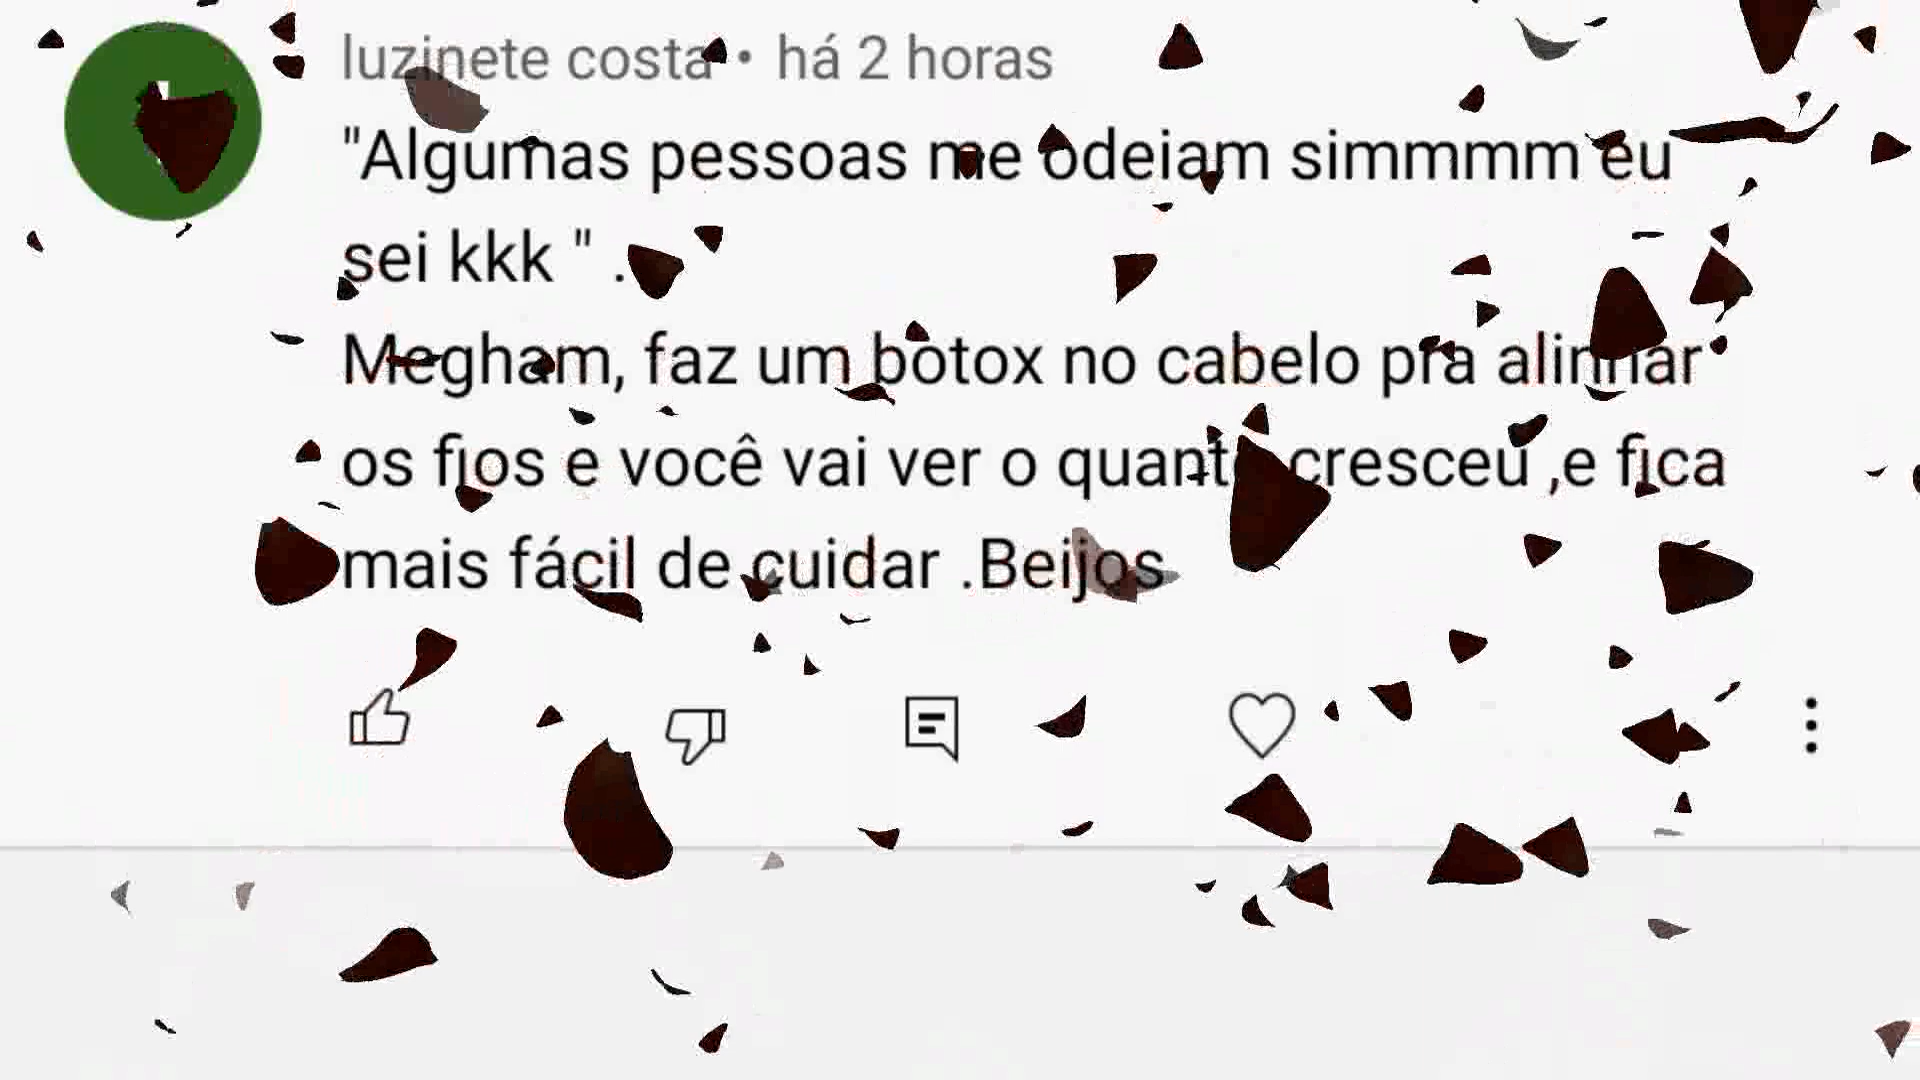 luzinete costa • há 2 horas
"Algumas pessoas me odeiam simmmm eu
sei kkk " .
Megham, faz um botox no cabelo pra alinhar
os fios e você vai ver o quanto cresceu ,e fica
mais fácil de cuidar .Beijos